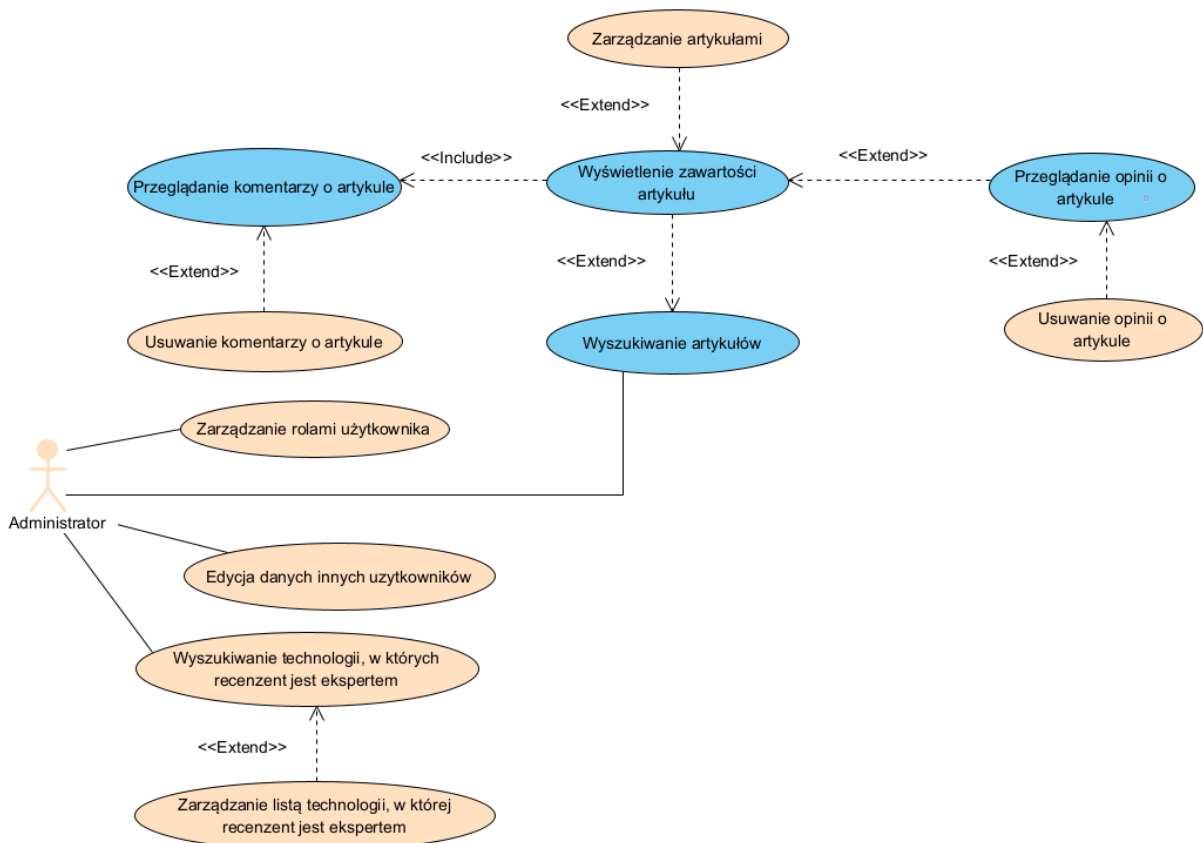 Zarządzanie artykułami
<<Extend>>
<<Include>>
<<Extend>>
Przeglądanie komentarzy o artykule
Wyświetlenie zawartości
artykułu
Przeglądanie opinii o
artykule
<<Extend>>
<<Extend>>
<<Extend>>
Usuwanie komentarzy o artykule
Wyszukiwanie artykułów
Usuwanie opinii o
artykule
Zarządzanie rolami użytkownika
Administrator
Edycja danych innych uzytkowników
Wyszukiwanie technologii, w których
recenzent jest ekspertem
<<Extend>>
Zarządzanie listą technologii, w której
recenzent jest ekspertem